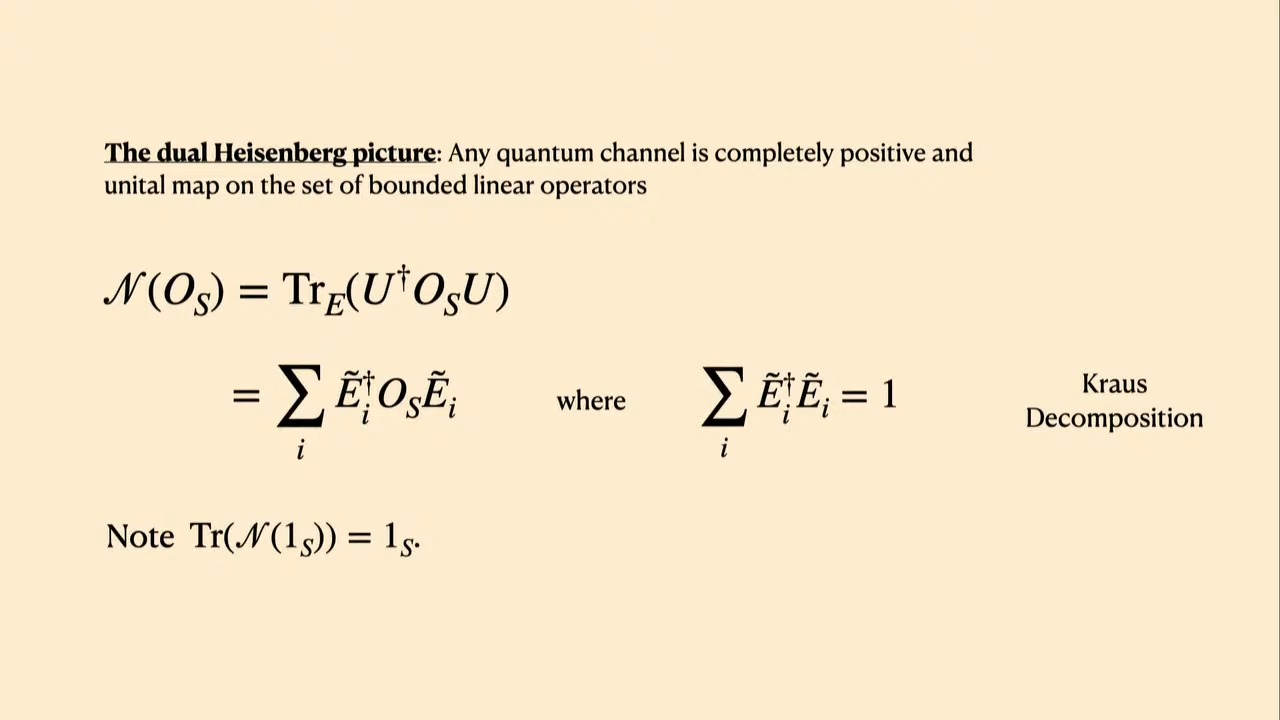 The dual Heisenberg picture: Any quantum channel is completely positive and
unital map on the set of bounded linear operators
𝒩(O_S) = Tr_E(U†O_SU)
= ∑_i Ẽ_i†O_SẼ_i where ∑_i Ẽ_i†Ẽ_i = 1
Kraus
Decomposition
Note Tr(𝒩(1_S)) = 1_S.